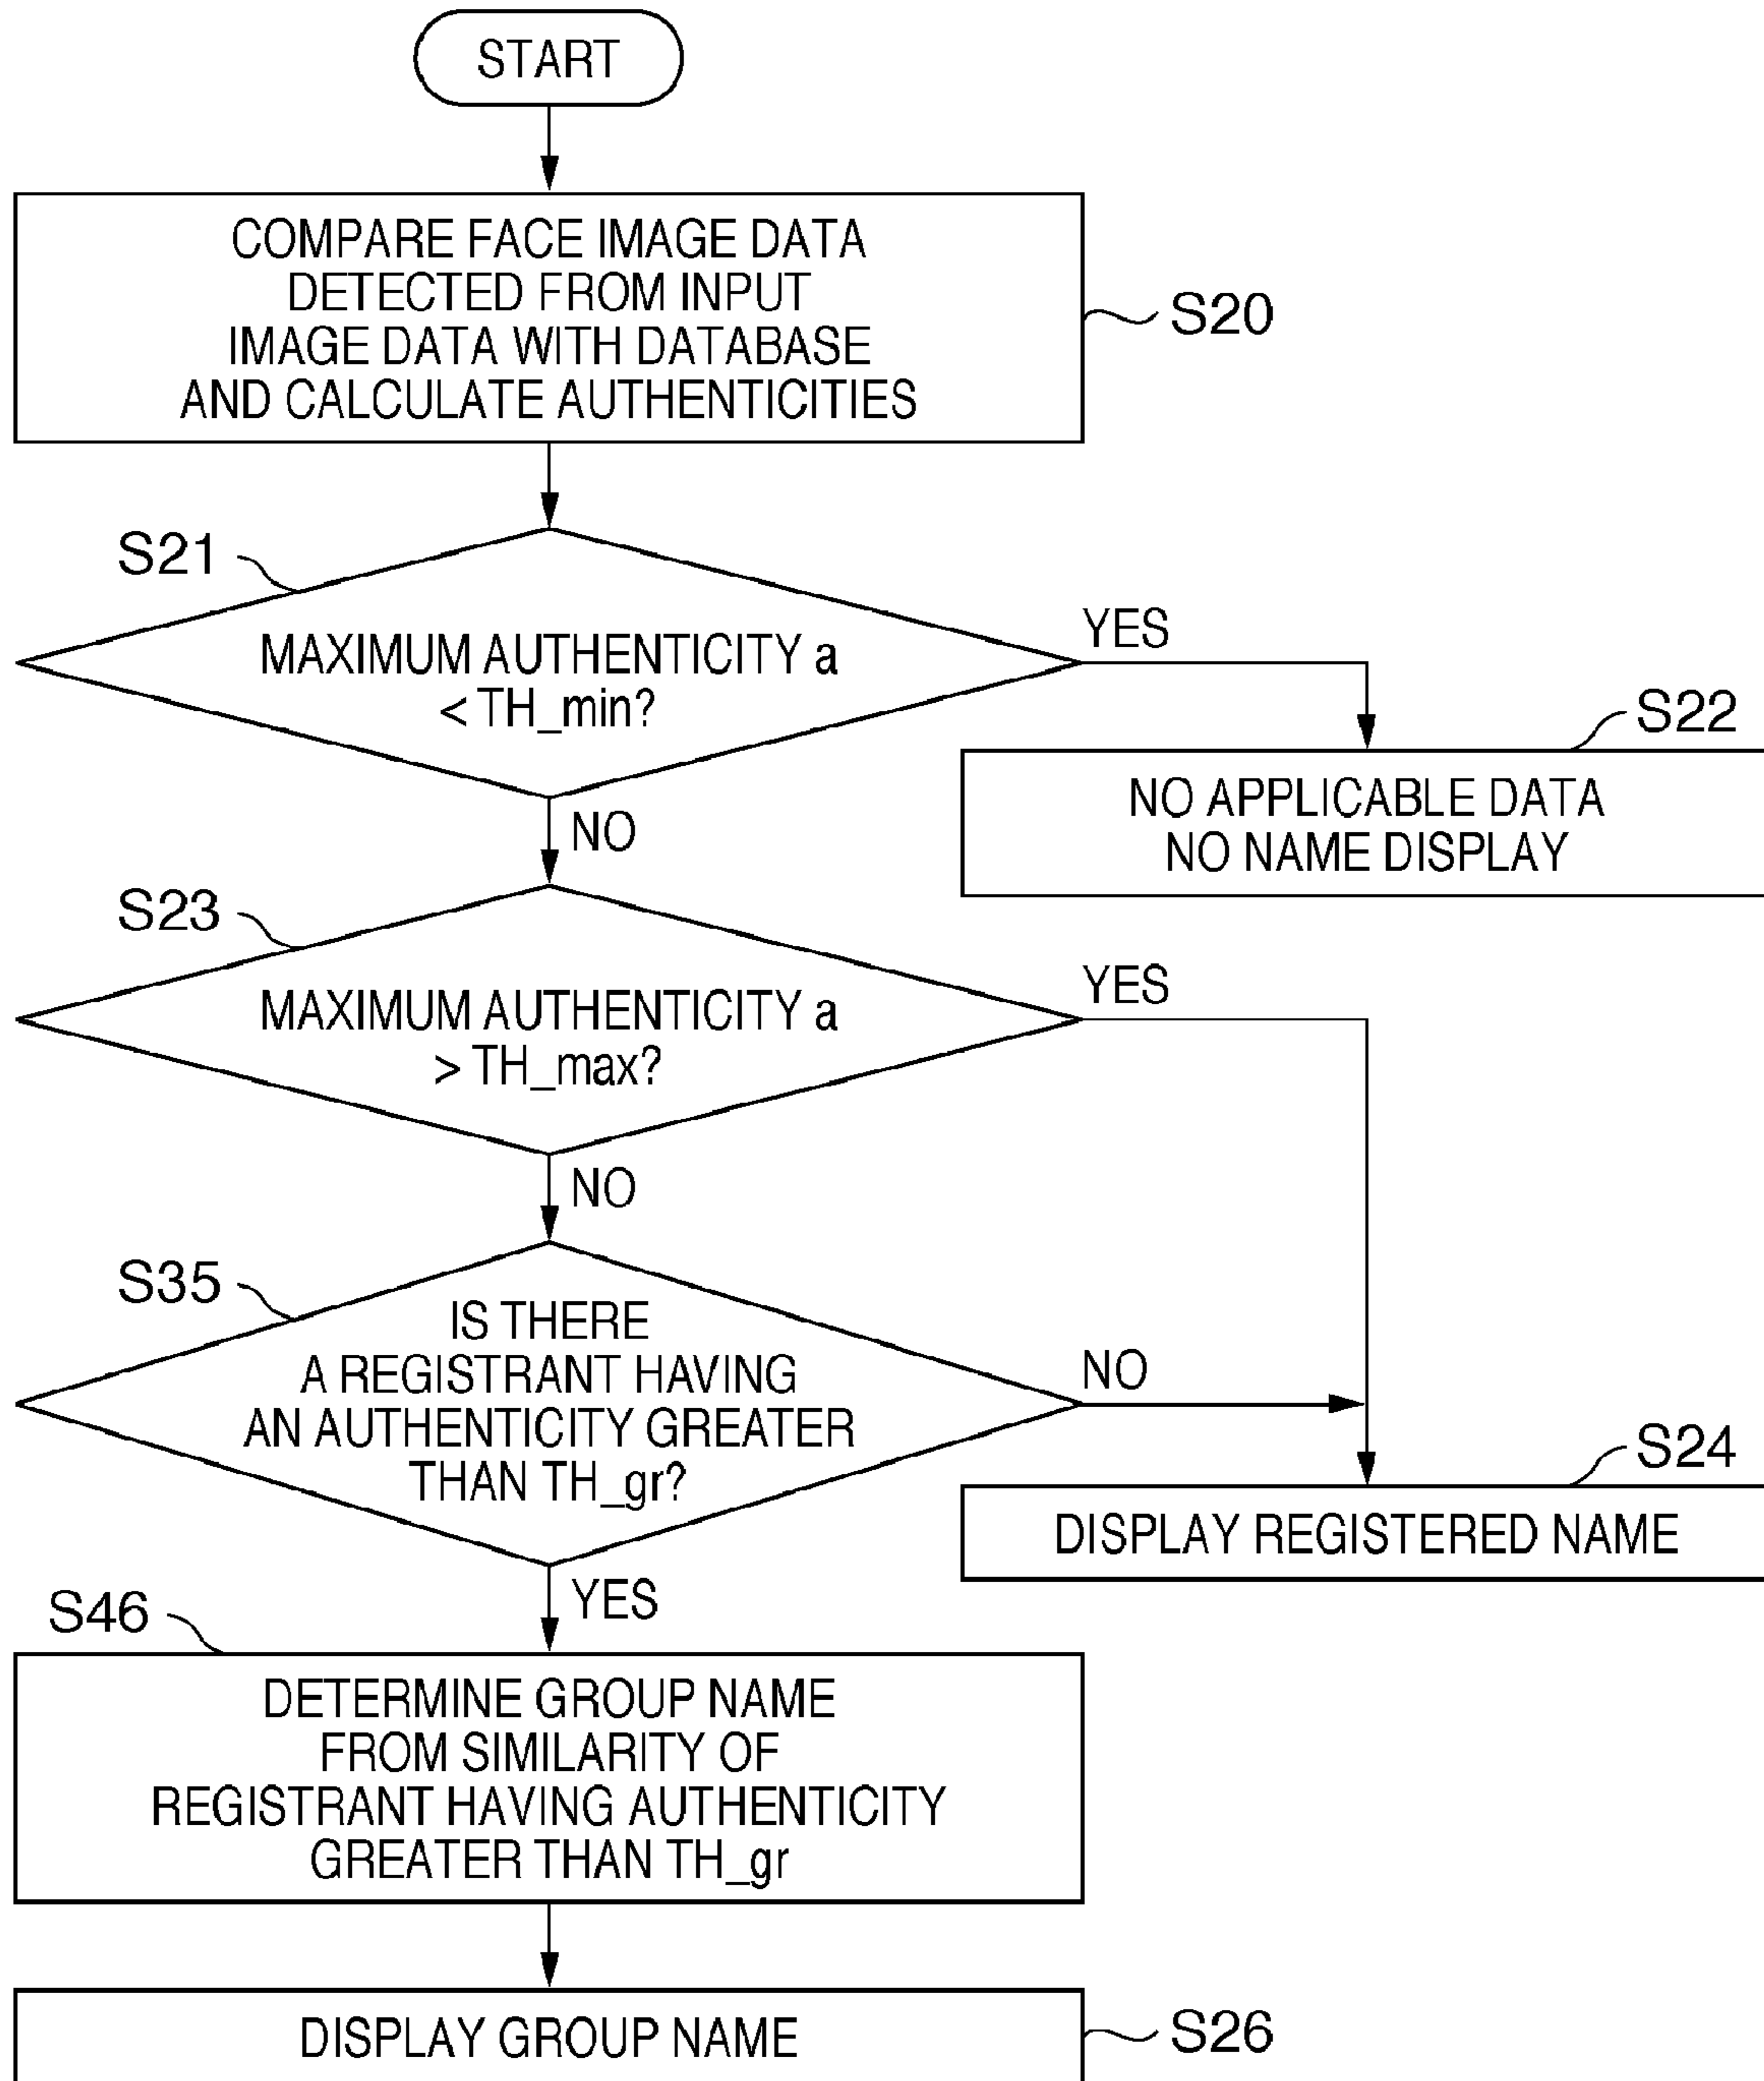 START
COMPARE FACE IMAGE DATA
DETECTED FROM INPUT
IMAGE DATA WITH DATABASE
AND CALCULATE AUTHENTICITIES
S20
S21
MAXIMUM AUTHENTICITY a
< TH_min?
YES
S22
NO APPLICABLE DATA
NO NAME DISPLAY
NO
S23
MAXIMUM AUTHENTICITY a
> TH_max?
YES
NO
S35
IS THERE
A REGISTRANT HAVING
AN AUTHENTICITY GREATER
THAN TH_gr?
NO
S24
DISPLAY REGISTERED NAME
YES
S46
DETERMINE GROUP NAME
FROM SIMILARITY OF
REGISTRANT HAVING AUTHENTICITY
GREATER THAN TH_gr
DISPLAY GROUP NAME
S26